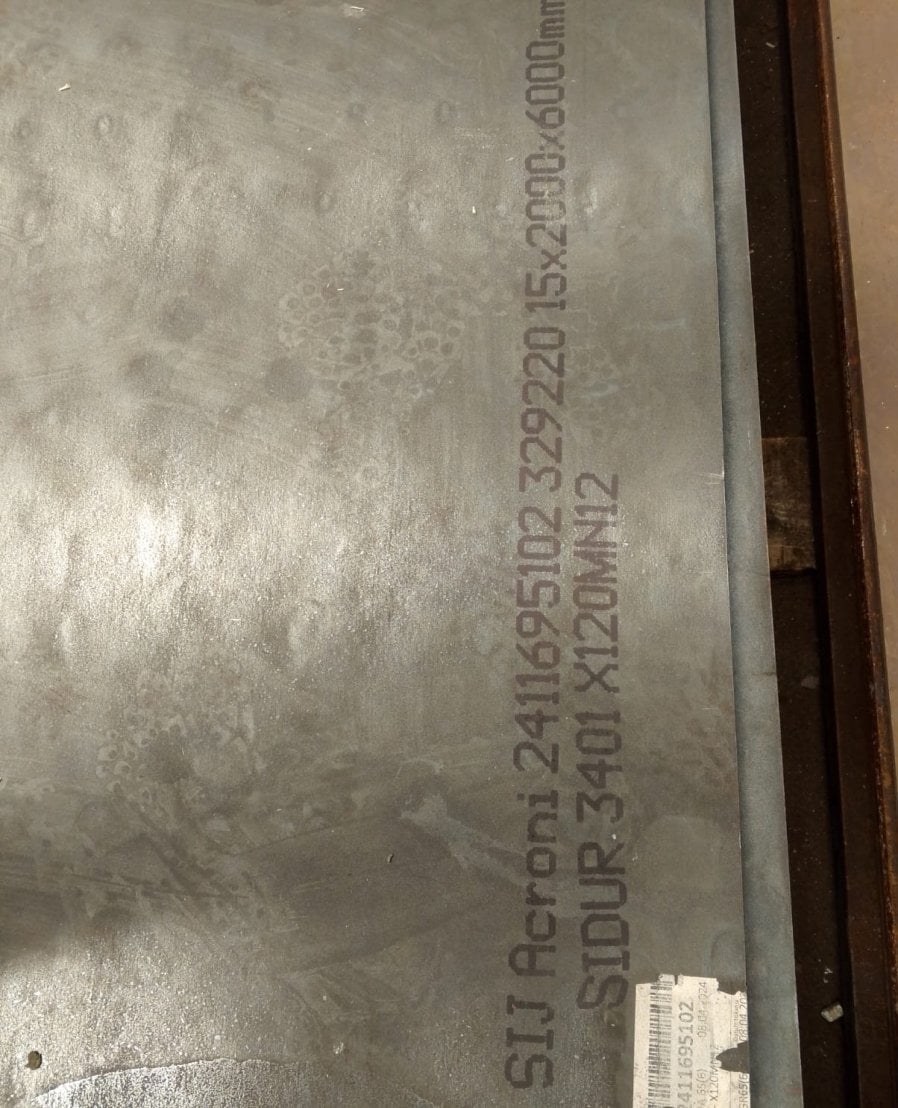 SIJ Acroni 2411695102 329220 15x2000x6000mm
SIDUR 3401 X120MN12
2411695102